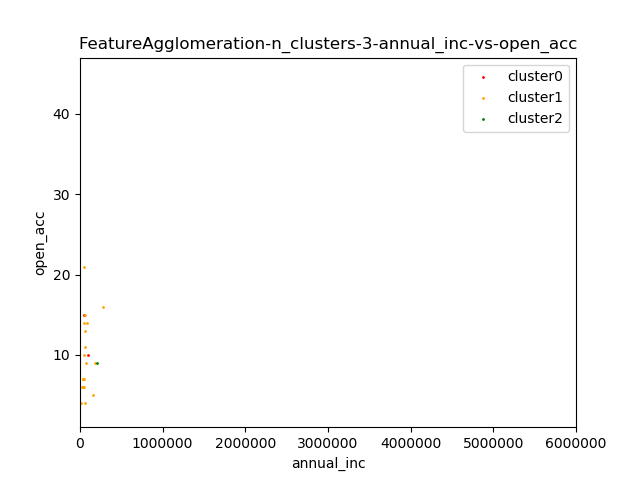 FeatureAgglomeration-n_clusters-3-annual_inc-vs-open_acc
cluster0
cluster1
cluster2
40
30
20
10
open_acc
0 1000000 2000000 3000000 4000000 5000000 6000000
annual_inc